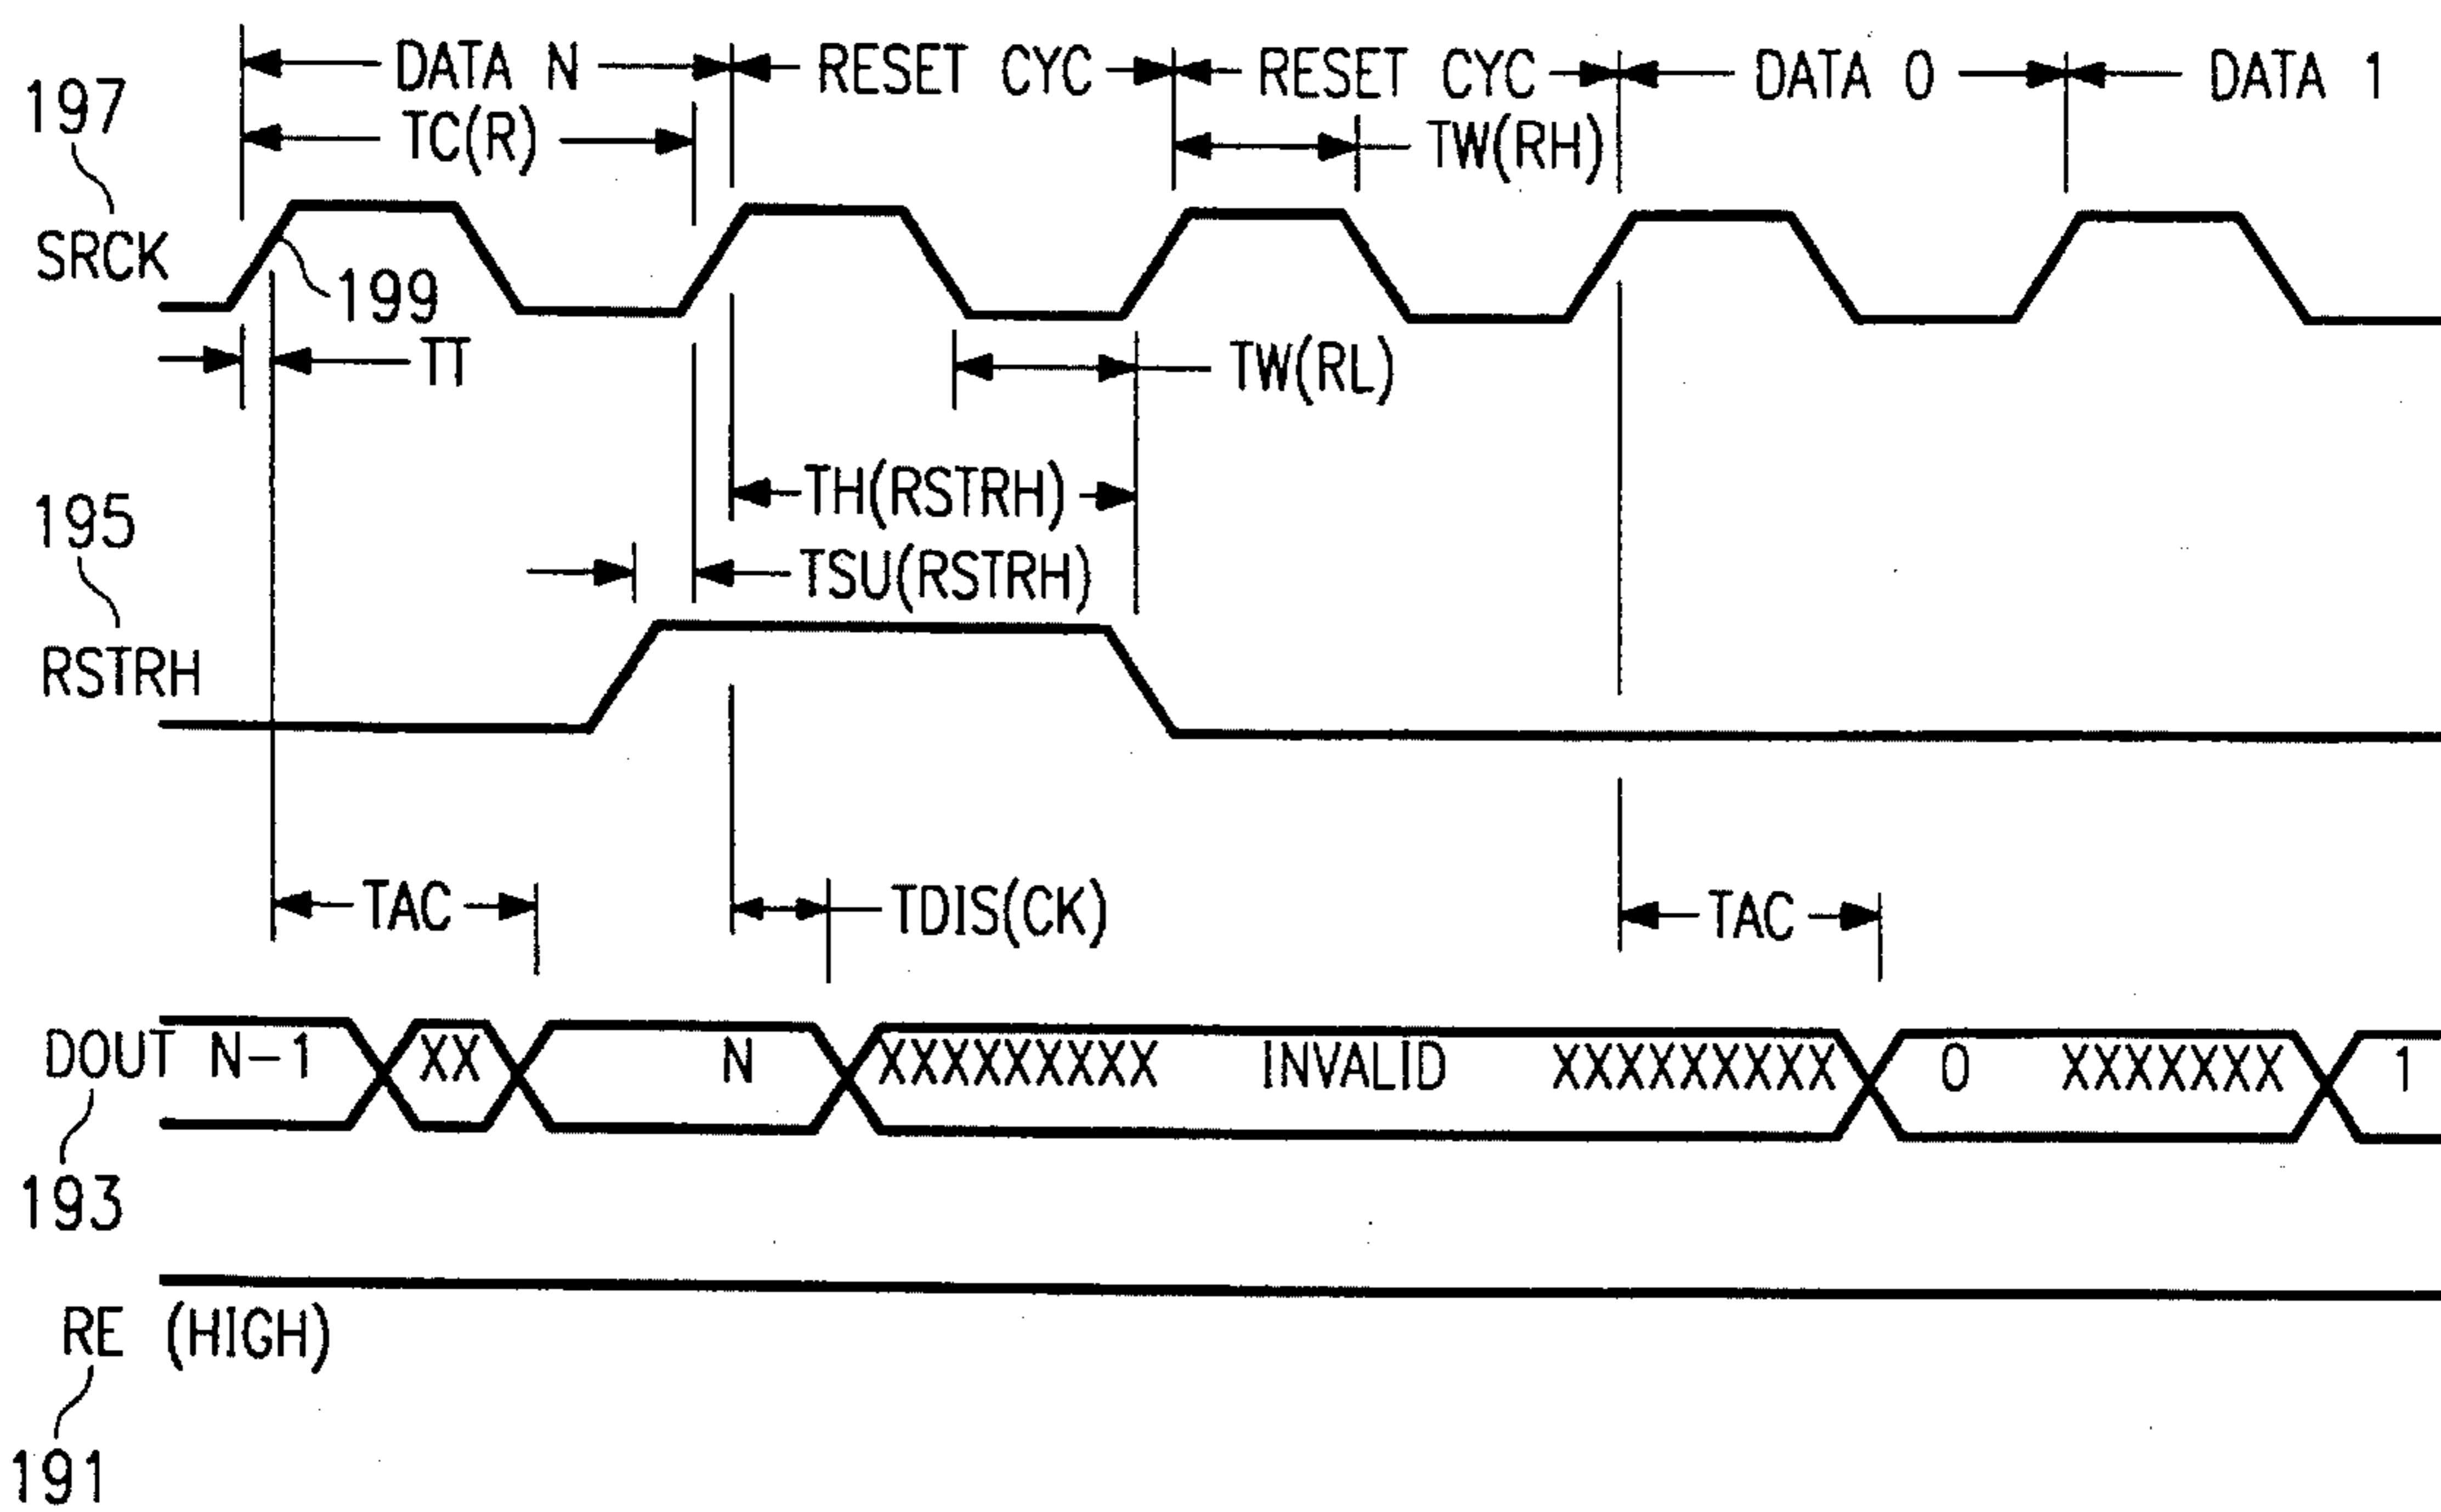 DATA N RESET CYC RESET CYC DATA 0 DATA 1
197 TC(R) TW(RH)
SRCK 199
TT TW(RL)
TH(RSTRH)
195 TSU(RSTRH)
RSTRH
TAC TDIS(CK) TAC
DOUT N-1 XX N XXXXXXXXX INVALID XXXXXXXXX 0 XXXXXXX 1
193
RE (HIGH)
191